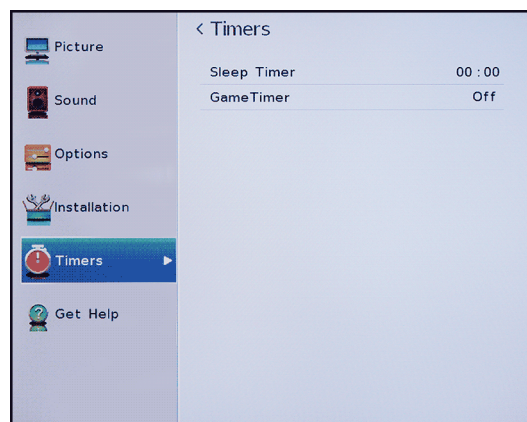 Picture
Sound
Options
Installation
Timers
Get Help
< Timers
Sleep Timer 00 : 00
GameTimer Off